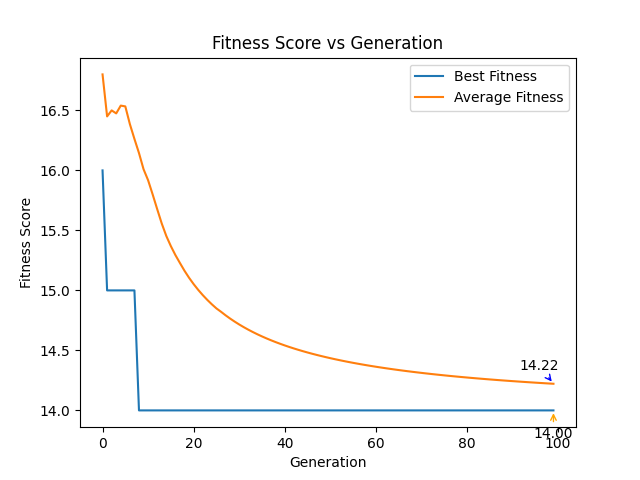 Fitness Score vs Generation
Best Fitness
Average Fitness
16.5
16.0
15.5
15.0
14.5
14.0
Fitness Score
14.22
14.00
0
20
40
60
80
100
Generation